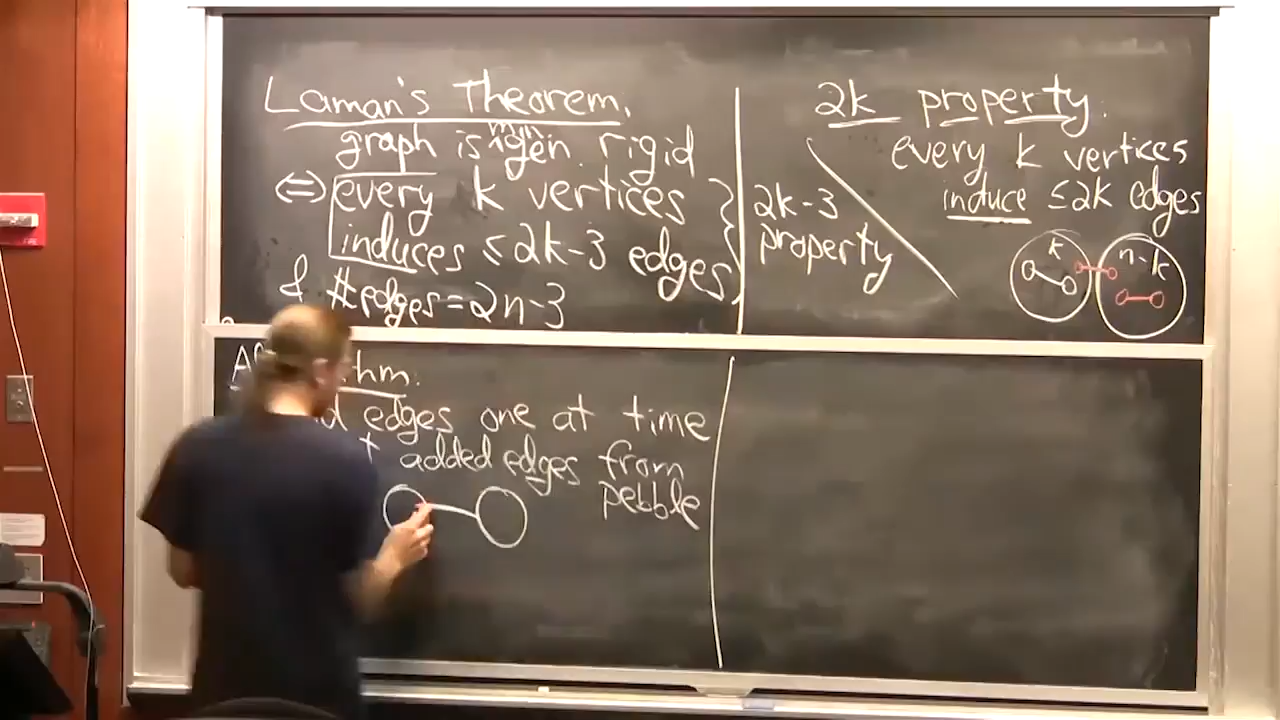 Laman's Theorem.
min
graph is gen. rigid
⇔ every k vertices
induces ≤ 2k-3 edges
& #edges = 2n-3
2k-3
property
2k property.
every k vertices
induce ≤2k edges
k
n-k
edges one at time
added edges from
pebble